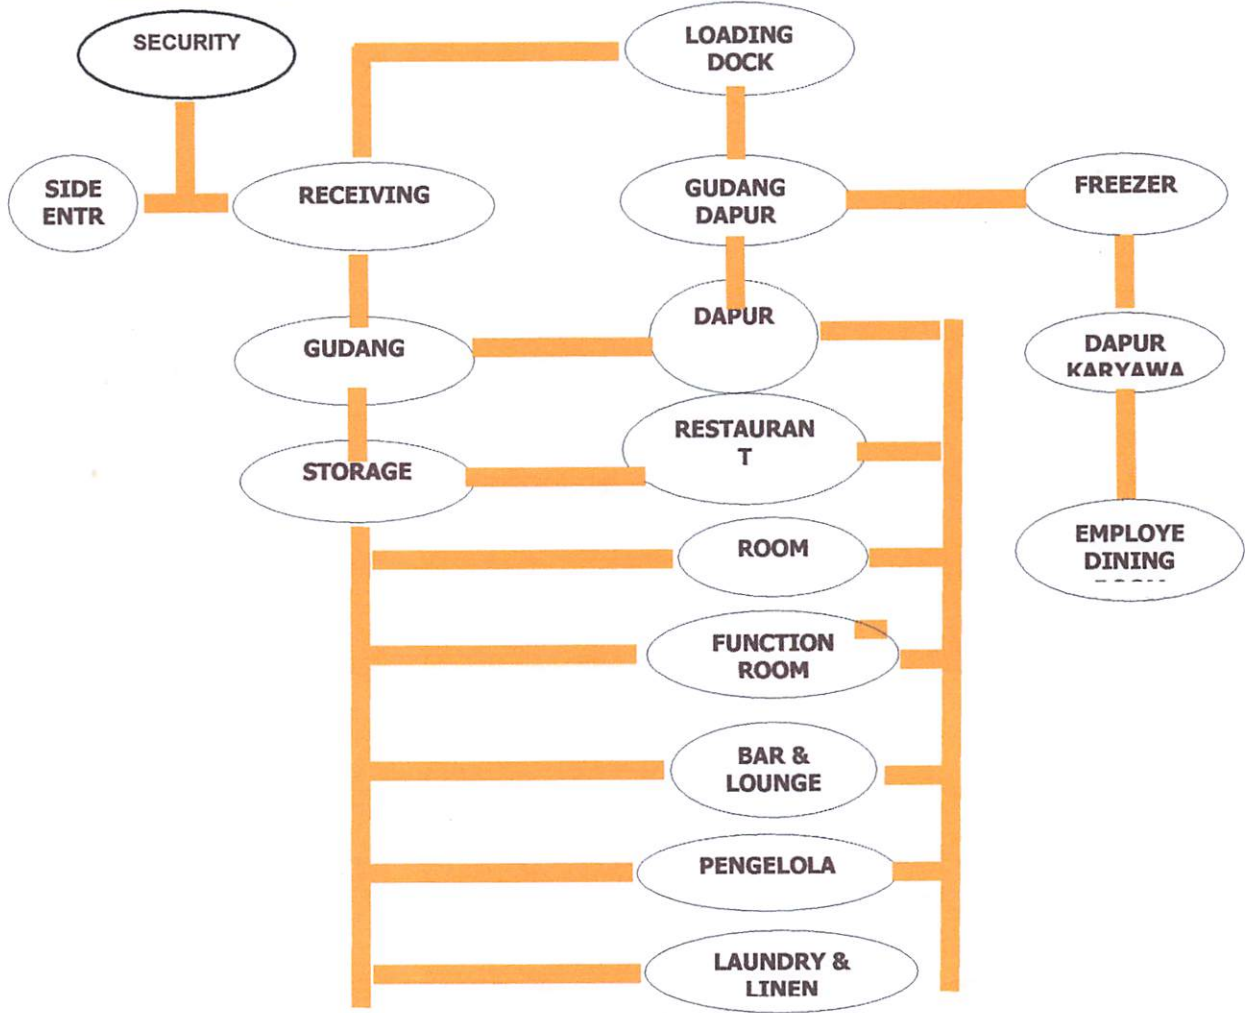 SECURITY
LOADING
DOCK
SIDE
ENTR
RECEIVING
GUDANG
DAPUR
FREEZER
GUDANG
DAPUR
DAPUR
KARYAWA
STORAGE
RESTAURAN
T
ROOM
EMPLOYE
DINING
FUNCTION
ROOM
BAR &
LOUNGE
PENGELOLA
LAUNDRY &
LINEN